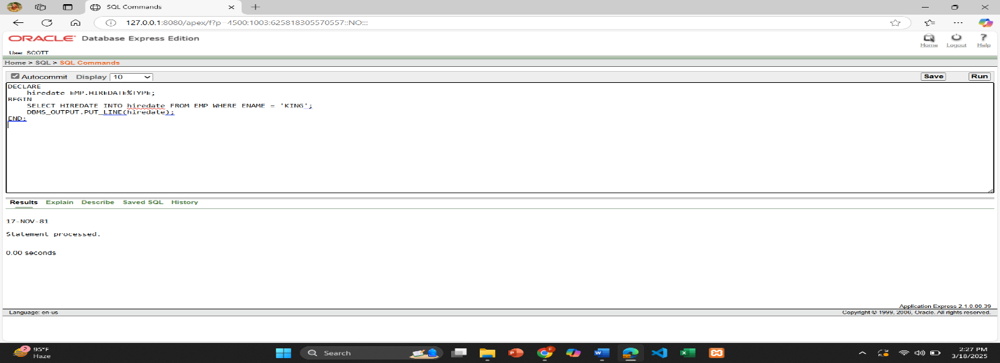 SQL Commands
127.0.0.1:8080/apex/f?p=4500:1003:625818305570557::NO:::
ORACLE Database Express Edition
User SCOTT
Home Logout Help
Home > SQL > SQL Commands
Autocommit Display 10
Save Run
DECLARE
hiredate EMP.HIREDATE%TYPE;
BEGIN
SELECT HIREDATE INTO hiredate FROM EMP WHERE ENAME = 'KING';
DBMS_OUTPUT.PUT_LINE(hiredate);
END;
Results Explain Describe Saved SQL History
17-NOV-81
Statement processed.
0.00 seconds
Application Express 2.1.0.00.39
Language: en-us
Copyright © 1999, 2006, Oracle. All rights reserved.
2
95°F
Haze
Search
2:27 PM
3/18/2025